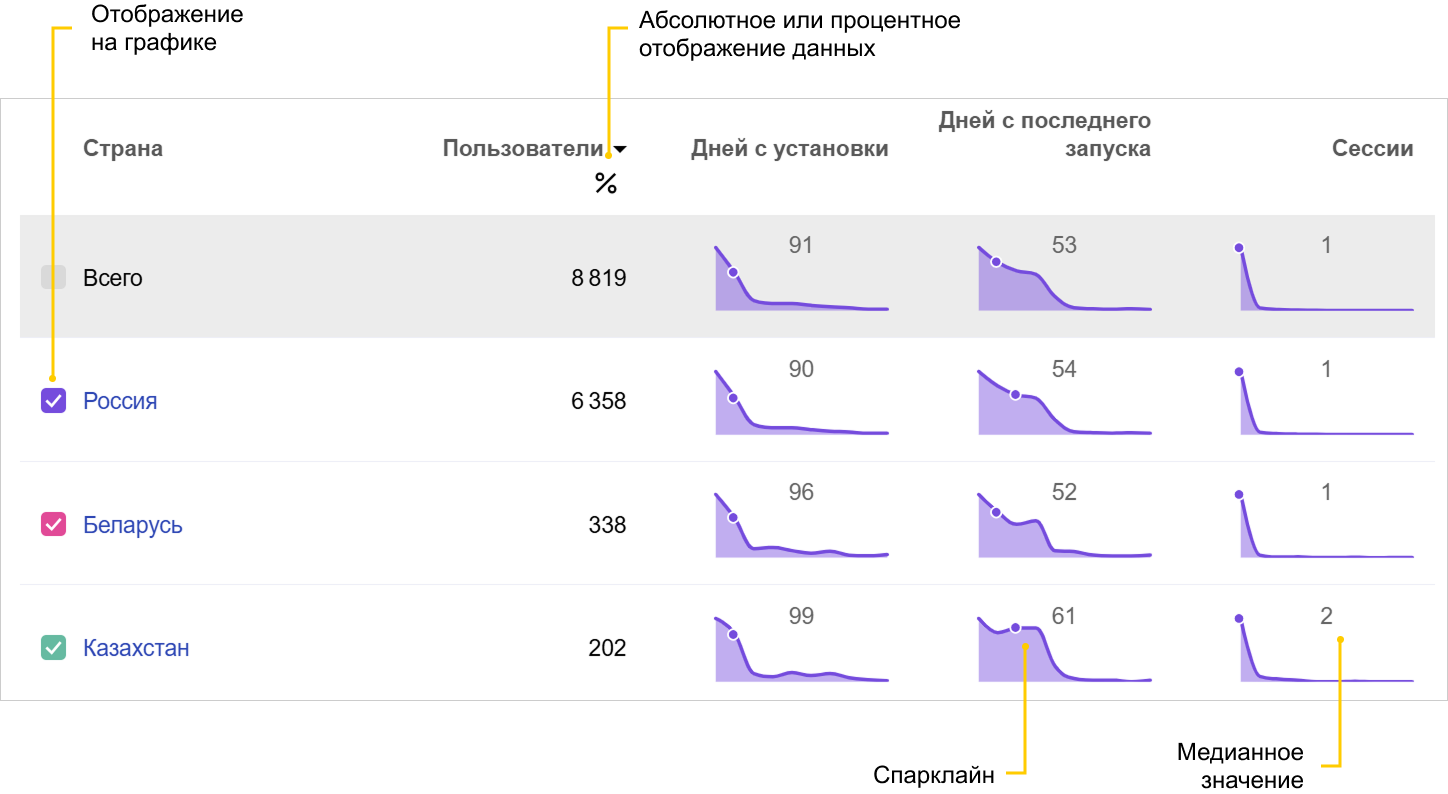 Отображение
на графике
Абсолютное или процентное
отображение данных
Страна
Пользователи
%
Дней с установки
Дней с последнего
запуска
Сессии
Всего
8 819
91
53
1
Россия
6 358
90
54
1
Беларусь
338
96
52
1
Казахстан
202
99
61
2
Спарклайн
Медианное
значение